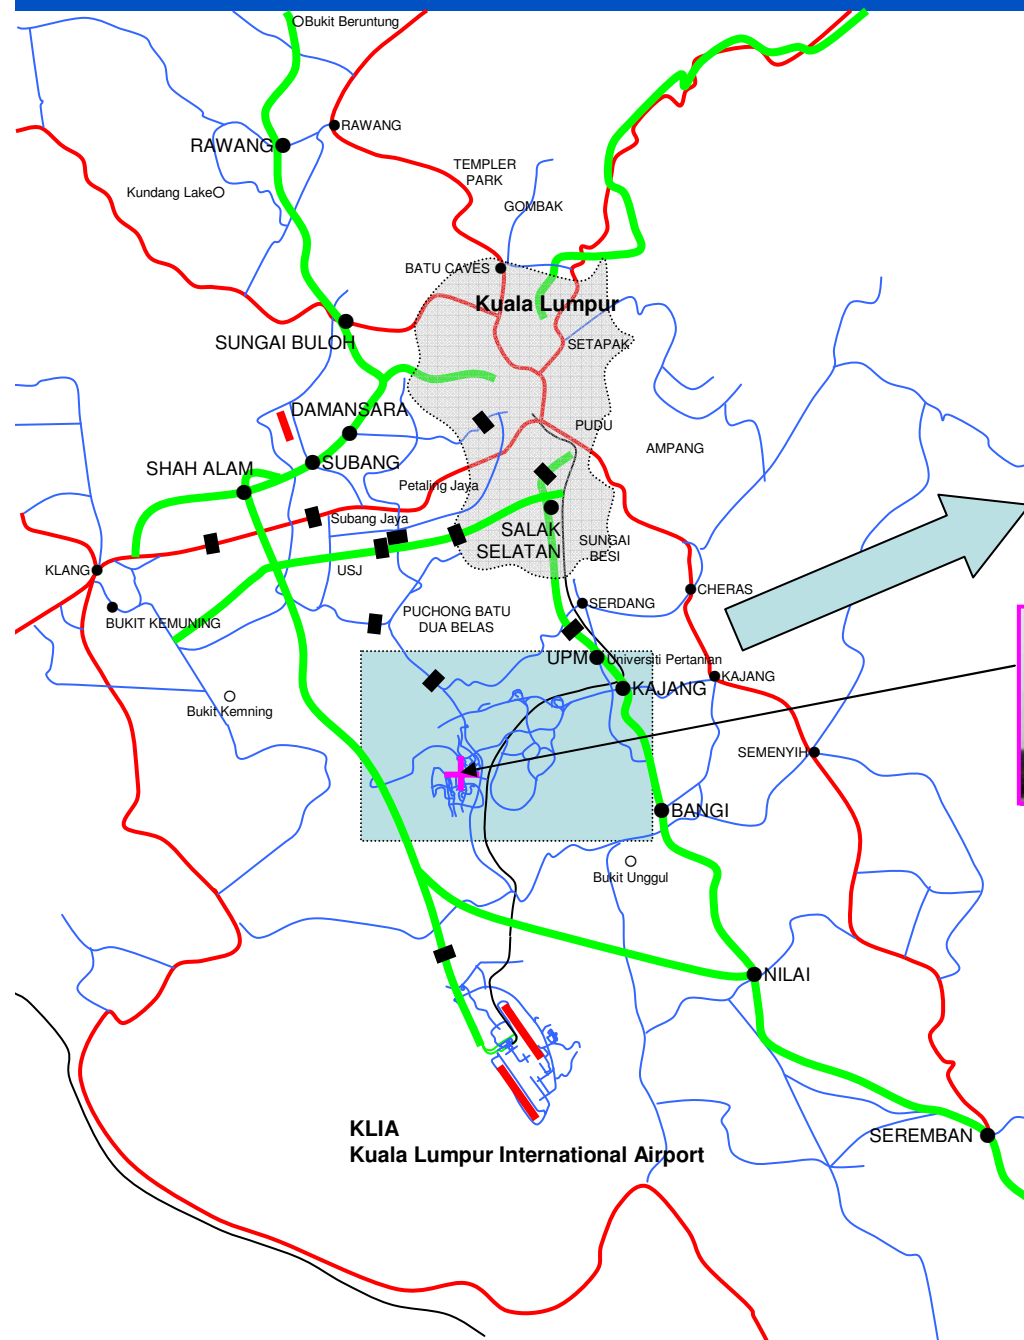 Bukit Beruntung
RAWANG
RAWANG
TEMPLER
PARK
Kundang Lake
GOMBAK
BATU CAVES
Kuala Lumpur
SUNGAI BULOH
SETAPAK
DAMANSARA
PUDU
AMPANG
SHAH ALAM
SUBANG
Petaling Jaya
Subang Jaya
SALAK
SELATAN
SUNGAI
BESI
KLANG
USJ
CHERAS
BUKIT KEMUNING
PUCHONG BATU
DUA BELAS
SERDANG
UPM
Universiti Pertanian
KAJANG
KAJANG
Bukit Kemning
SEMENYIH
BANGI
Bukit Unggul
NILAI
KLIA
Kuala Lumpur International Airport
SEREMBAN